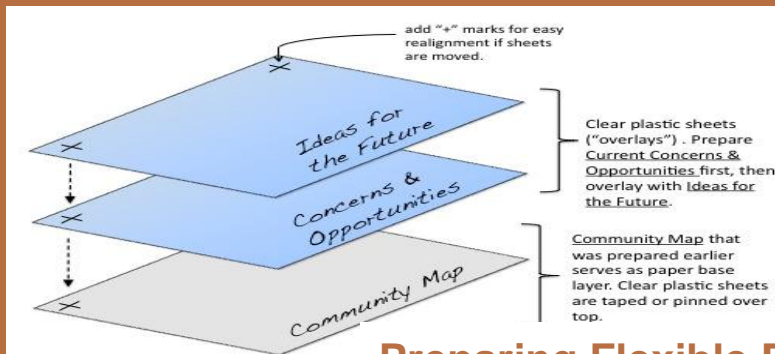 add "+" marks for easy
realignment if sheets
are moved.
Ideas for
the Future
Concerns &
Opportunities
Community Map
Clear plastic sheets
("overlays") . Prepare
Current Concerns &
Opportunities first, then
overlay with Ideas for
the Future.
Community Map that
was prepared earlier
serves as paper base
layer. Clear plastic sheets
are taped or pinned over
top.
Preparing Flexible